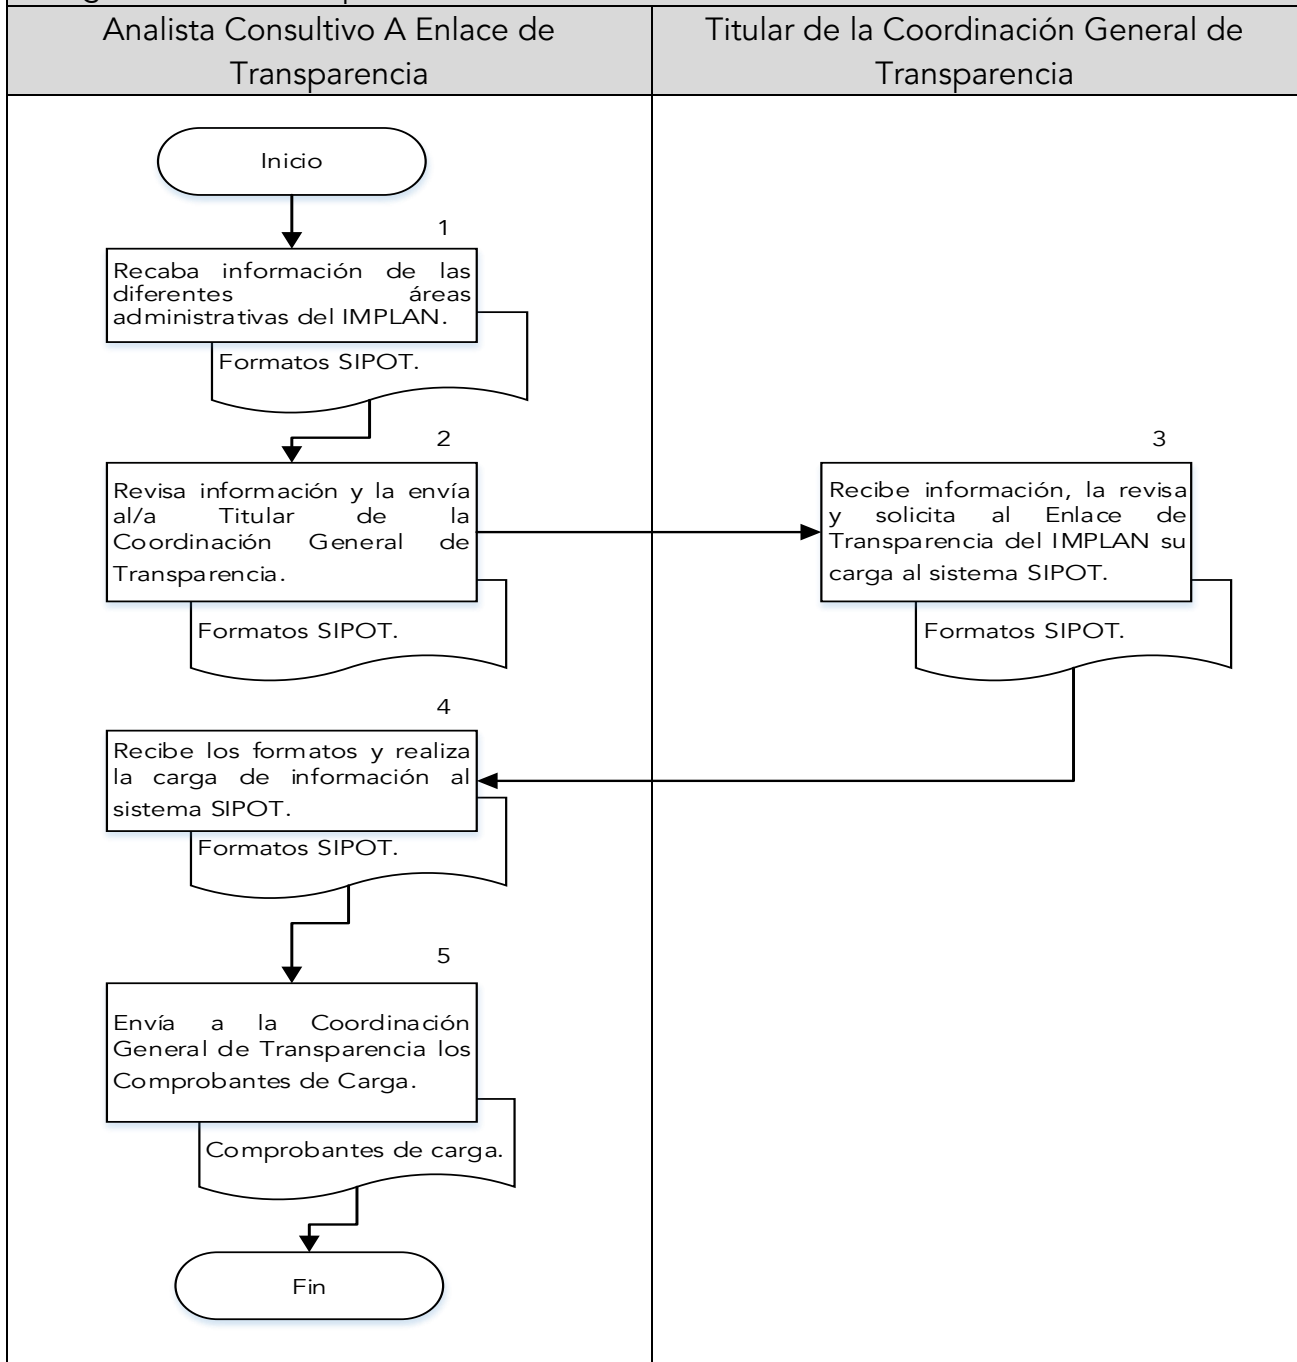 Analista Consultivo A Enlace de
Transparencia
Titular de la Coordinación General de
Transparencia
Inicio
1
Recaba información de las
diferentes áreas
administrativas del IMPLAN.
Formatos SIPOT.
2
Revisa información y la envía
al/a Titular de la
Coordinación General de
Transparencia.
Formatos SIPOT.
3
Recibe información, la revisa
y solicita al Enlace de
Transparencia del IMPLAN su
carga al sistema SIPOT.
Formatos SIPOT.
4
Recibe los formatos y realiza
la carga de información al
sistema SIPOT.
Formatos SIPOT.
5
Envía a la Coordinación
General de Transparencia los
Comprobantes de Carga.
Comprobantes de carga.
Fin